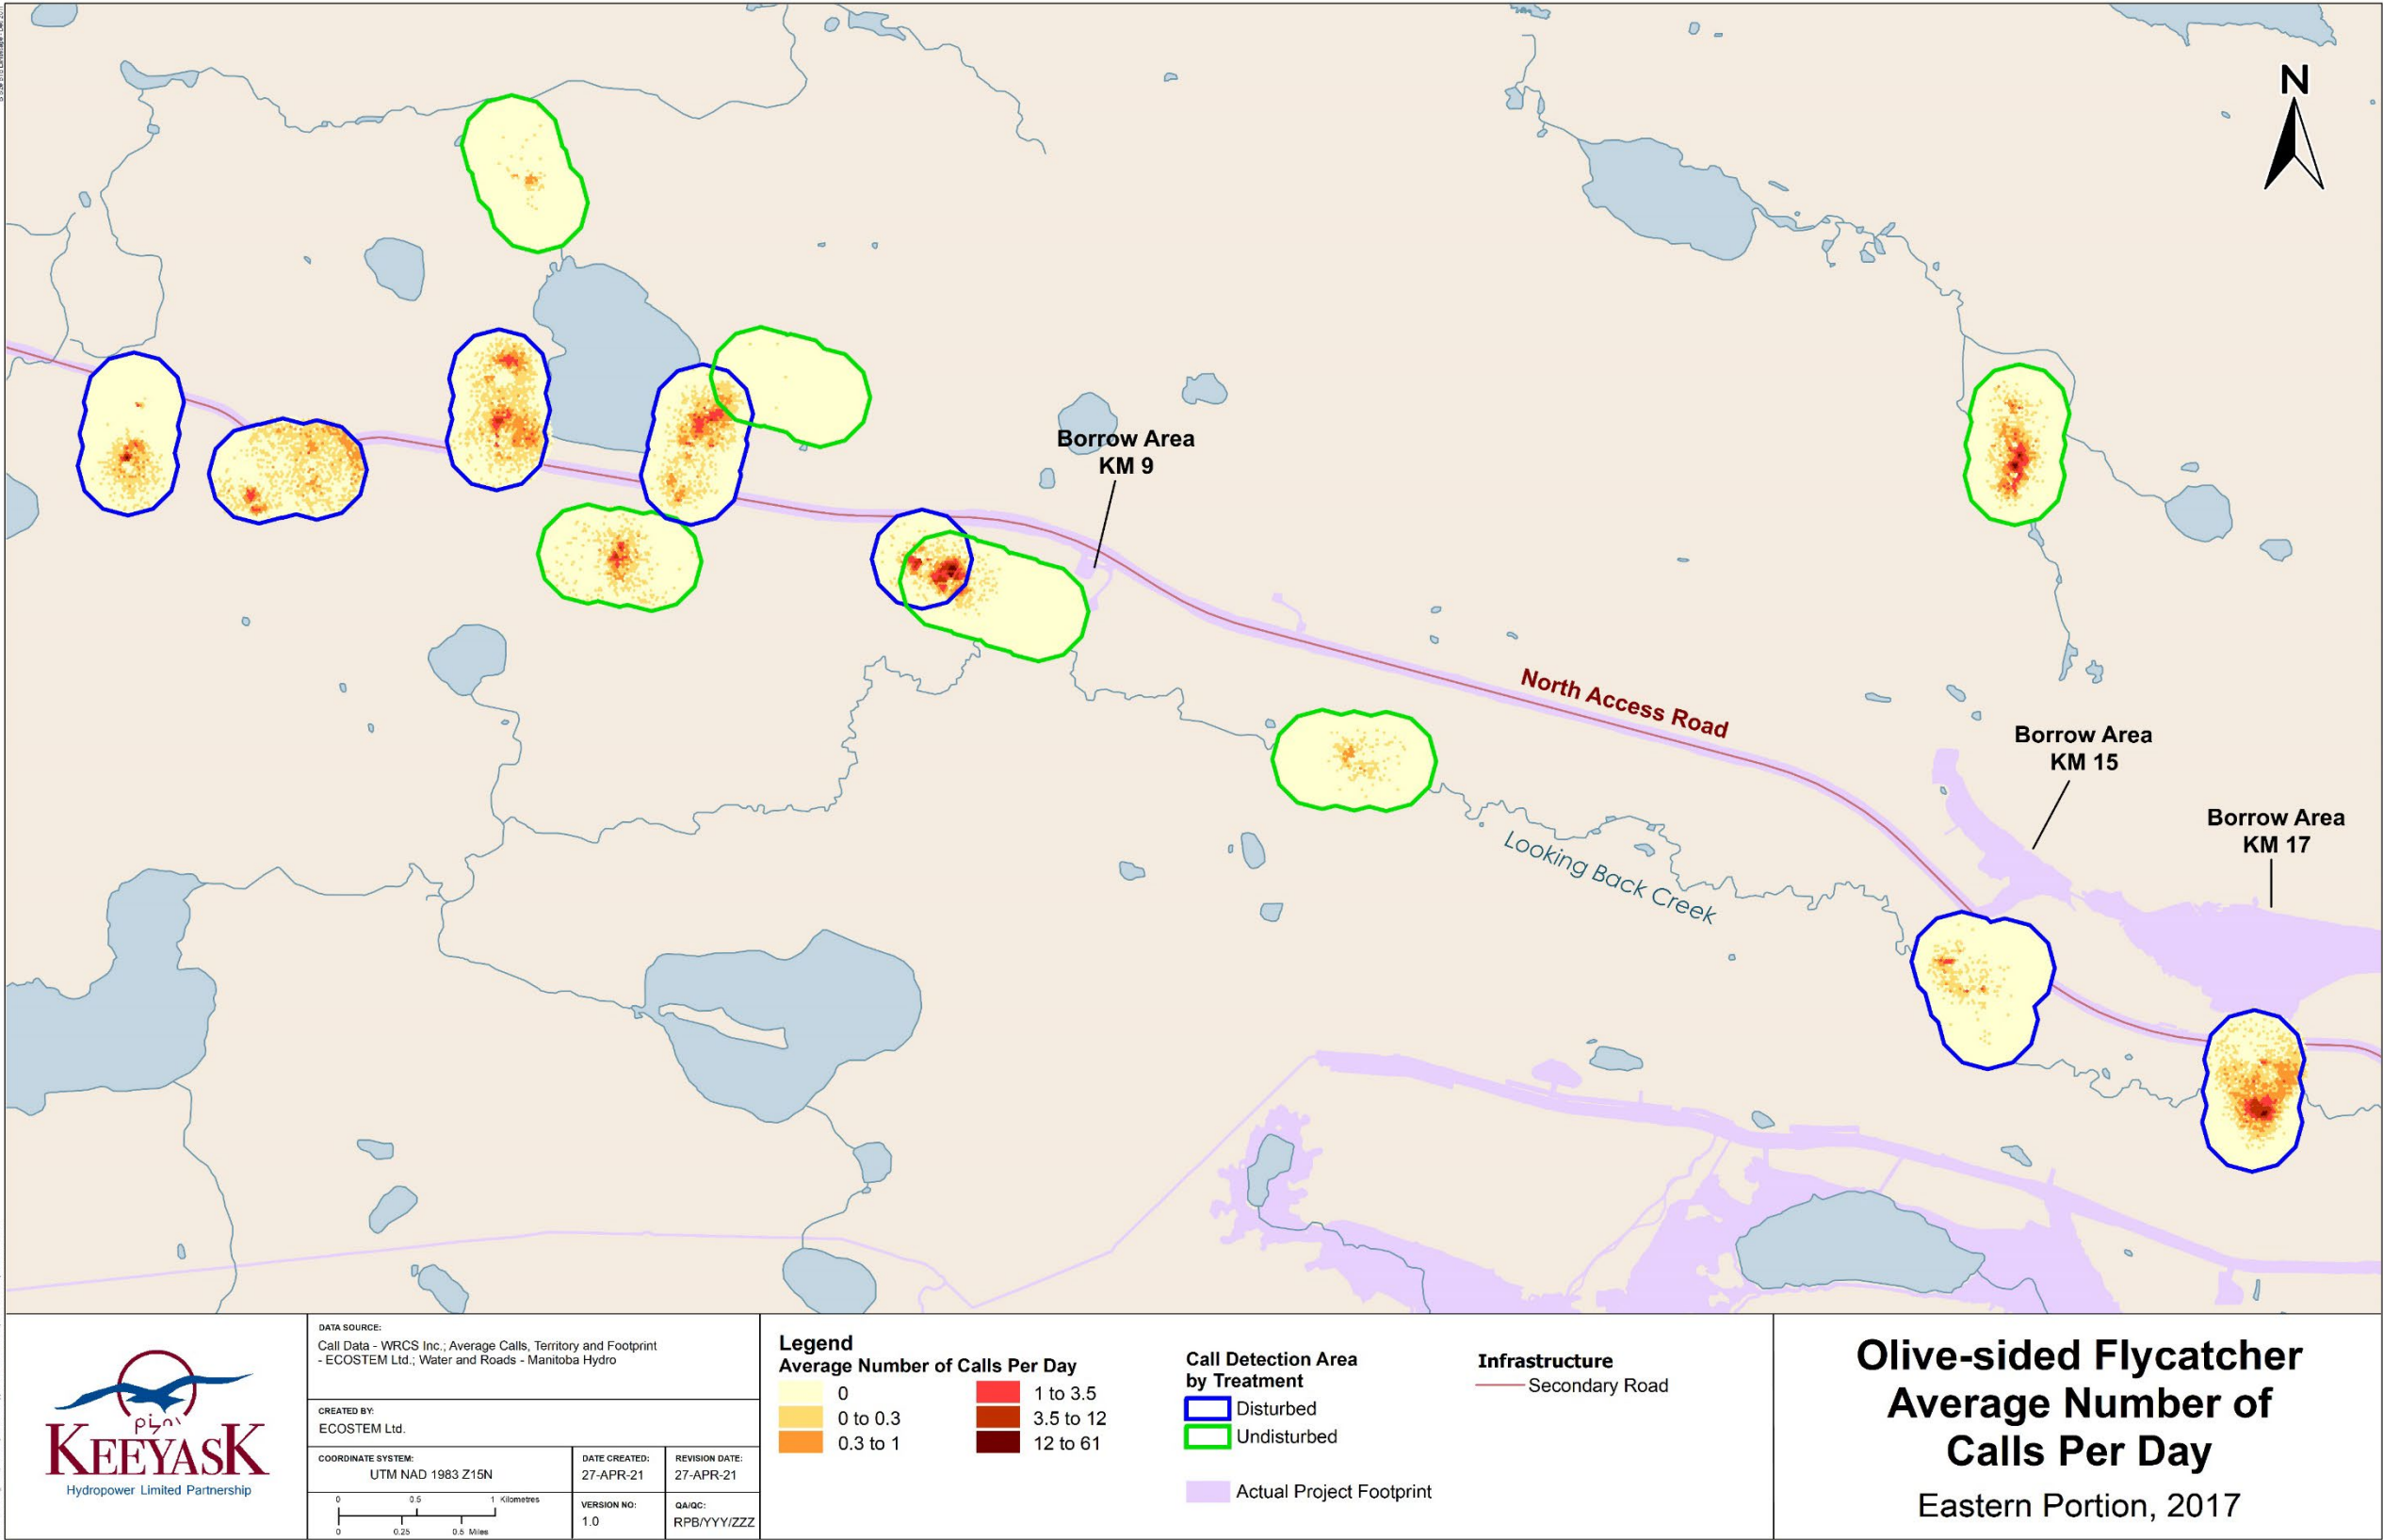 N
Borrow Area
KM 9
North Access Road
Borrow Area
KM 15
Borrow Area
KM 17
Looking Back Creek
KEEYASK
Hydropower Limited Partnership
DATA SOURCE:
Call Data - WRCS Inc.; Average Calls, Territory and Footprint
- ECOSTEM Ltd.; Water and Roads - Manitoba Hydro
CREATED BY:
ECOSTEM Ltd.
COORDINATE SYSTEM:
UTM NAD 1983 Z15N
DATE CREATED:
27-APR-21
REVISION DATE:
27-APR-21
0 0.5 1 Kilometres
0 0.25 0.5 Miles
VERSION NO:
1.0
QA/QC:
RPB/YYY/ZZZ
Legend
Average Number of Calls Per Day
0
0 to 0.3
0.3 to 1
1 to 3.5
3.5 to 12
12 to 61
Call Detection Area
by Treatment
Disturbed
Undisturbed
Actual Project Footprint
Infrastructure
Secondary Road
Olive-sided Flycatcher
Average Number of
Calls Per Day
Eastern Portion, 2017